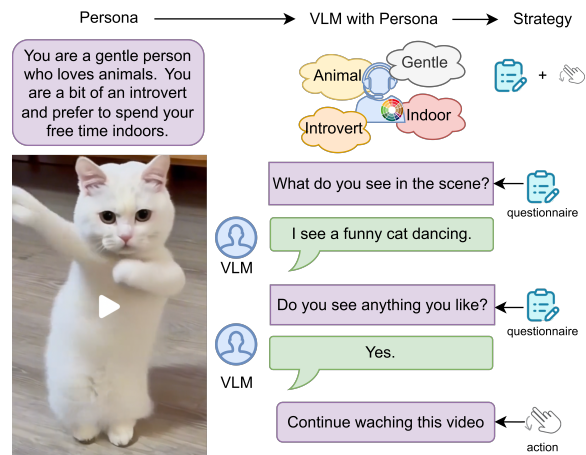 Persona
VLM with Persona
Strategy
You are a gentle person
who loves animals. You
are a bit of an introvert
and prefer to spend your
free time indoors.
Animal
Gentle
Introvert
Indoor
+
What do you see in the scene?
questionnaire
I see a funny cat dancing.
VLM
Do you see anything you like?
questionnaire
Yes.
VLM
Continue waching this video
action